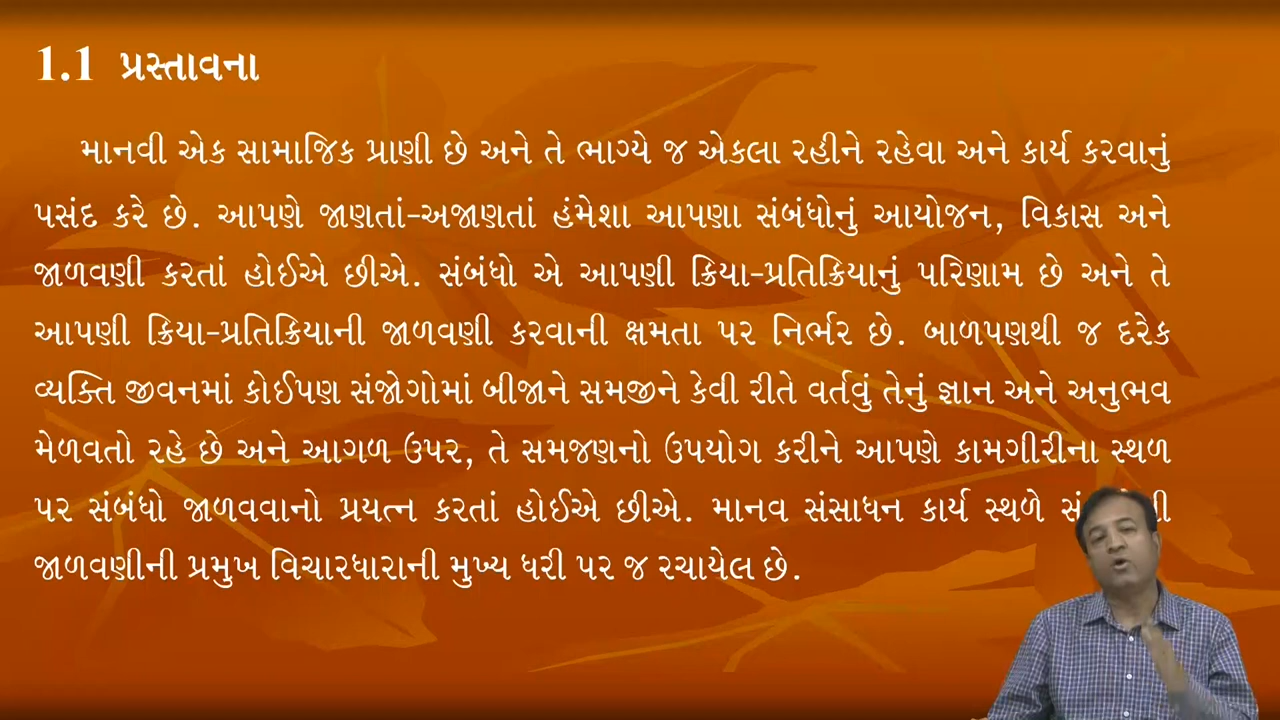 1.1 પ્રસ્તાવના
માનવી એક સામાજિક પ્રાણી છે અને તે ભાગ્યે જ એકલા રહીને રહેવા અને કાર્ય કરવાનું
પસંદ કરે છે. આપણે જાણતાં-અજાણતાં હંમેશા આપણા સંબંધોનું આયોજન, વિકાસ અને
જાળવણી કરતાં હોઈએ છીએ. સંબંધો એ આપણી ક્રિયા-પ્રતિક્રિયાનું પરિણામ છે અને તે
આપણી ક્રિયા-પ્રતિક્રિયાની જાળવણી કરવાની ક્ષમતા પર નિર્ભર છે. બાળપણથી જ દરેક
વ્યક્તિ જીવનમાં કોઈપણ સંજોગોમાં બીજાને સમજીને કેવી રીતે વર્તવું તેનું જ્ઞાન અને અનુભવ
મેળવતો રહે છે અને આગળ ઉપર, તે સમજણનો ઉપયોગ કરીને આપણે કામગીરીના સ્થળ
પર સંબંધો જાળવવાનો પ્રયત્ન કરતાં હોઈએ છીએ. માનવ સંસાધન કાર્ય સ્થળે
જાળવણીની પ્રમુખ વિચારધારાની મુખ્ય ધરી પર જ રચાયેલ છે.